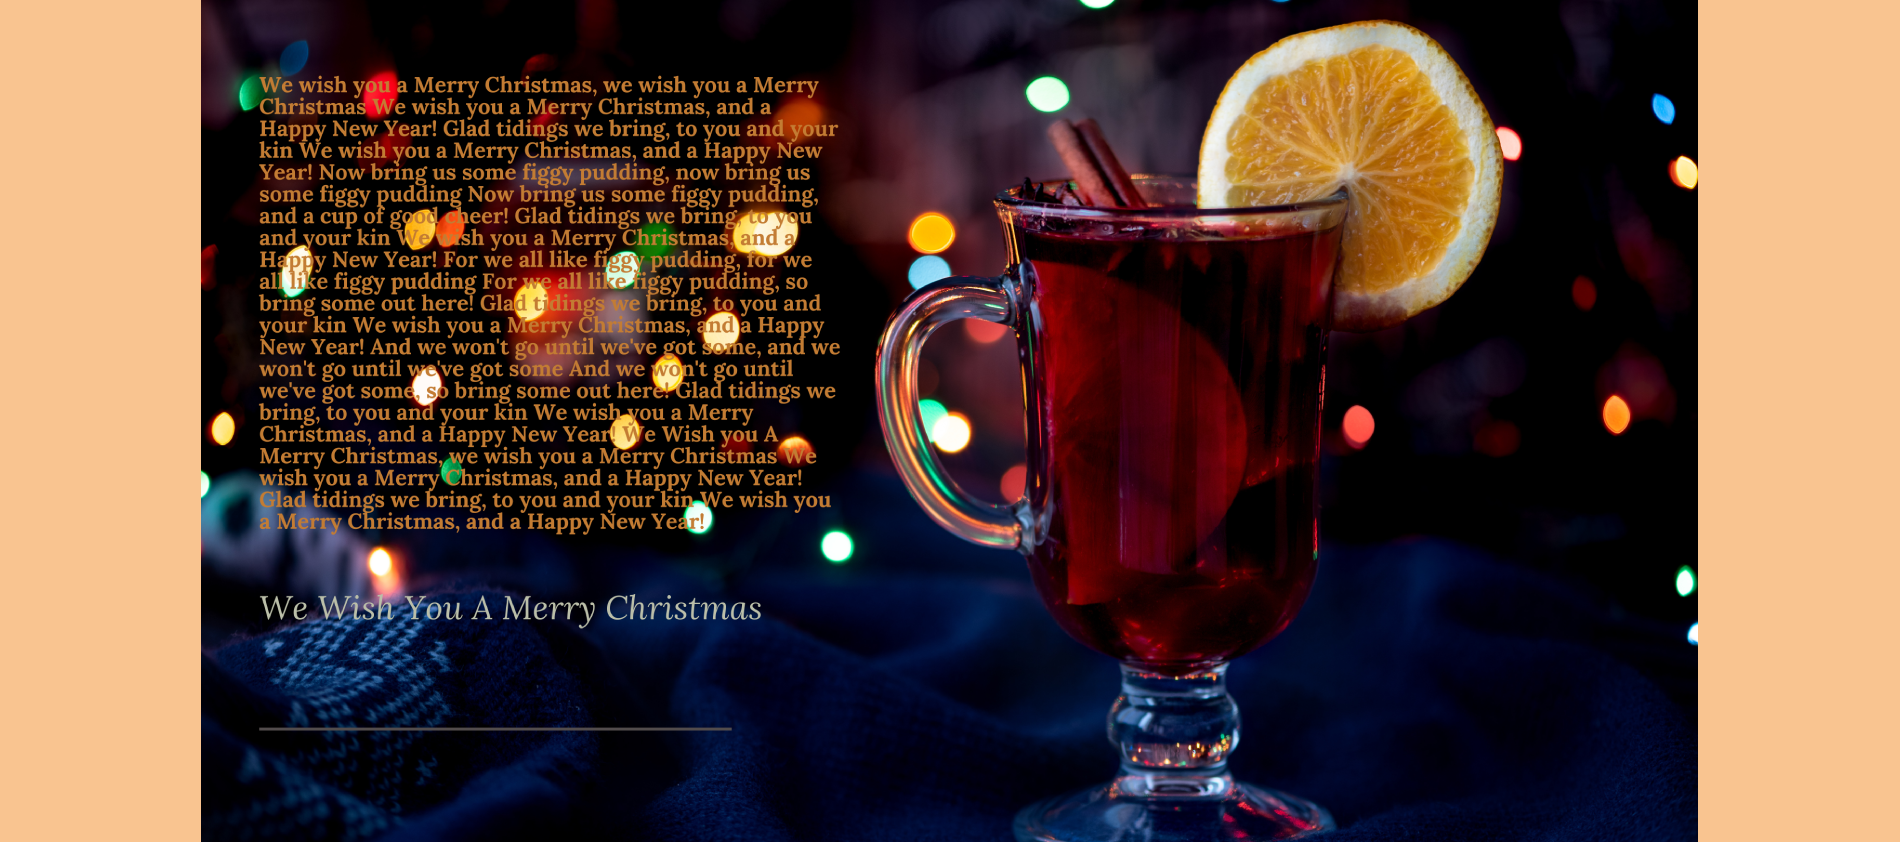 We wish you a Merry Christmas, we wish you a Merry
Christmas We wish you a Merry Christmas, and a
Happy New Year! Glad tidings we bring, to you and your
kin We wish you a Merry Christmas, and a Happy New
Year! Now bring us some figgy pudding, now bring us
some figgy pudding Now bring us some figgy pudding,
and a cup of good cheer! Glad tidings we bring, to you
and your kin We wish you a Merry Christmas, and a
Happy New Year! For we all like figgy pudding, for we
all like figgy pudding For we all like figgy pudding, so
bring some out here! Glad tidings we bring, to you and
your kin We wish you a Merry Christmas, and a Happy
New Year! And we won't go until we've got some, and we
won't go until we've got some And we won't go until
we've got some, so bring some out here! Glad tidings we
bring, to you and your kin We wish you a Merry
Christmas, and a Happy New Year! We Wish you A
Merry Christmas, we wish you a Merry Christmas We
wish you a Merry Christmas, and a Happy New Year!
Glad tidings we bring, to you and your kin We wish you
a Merry Christmas, and a Happy New Year!
We Wish You A Merry Christmas